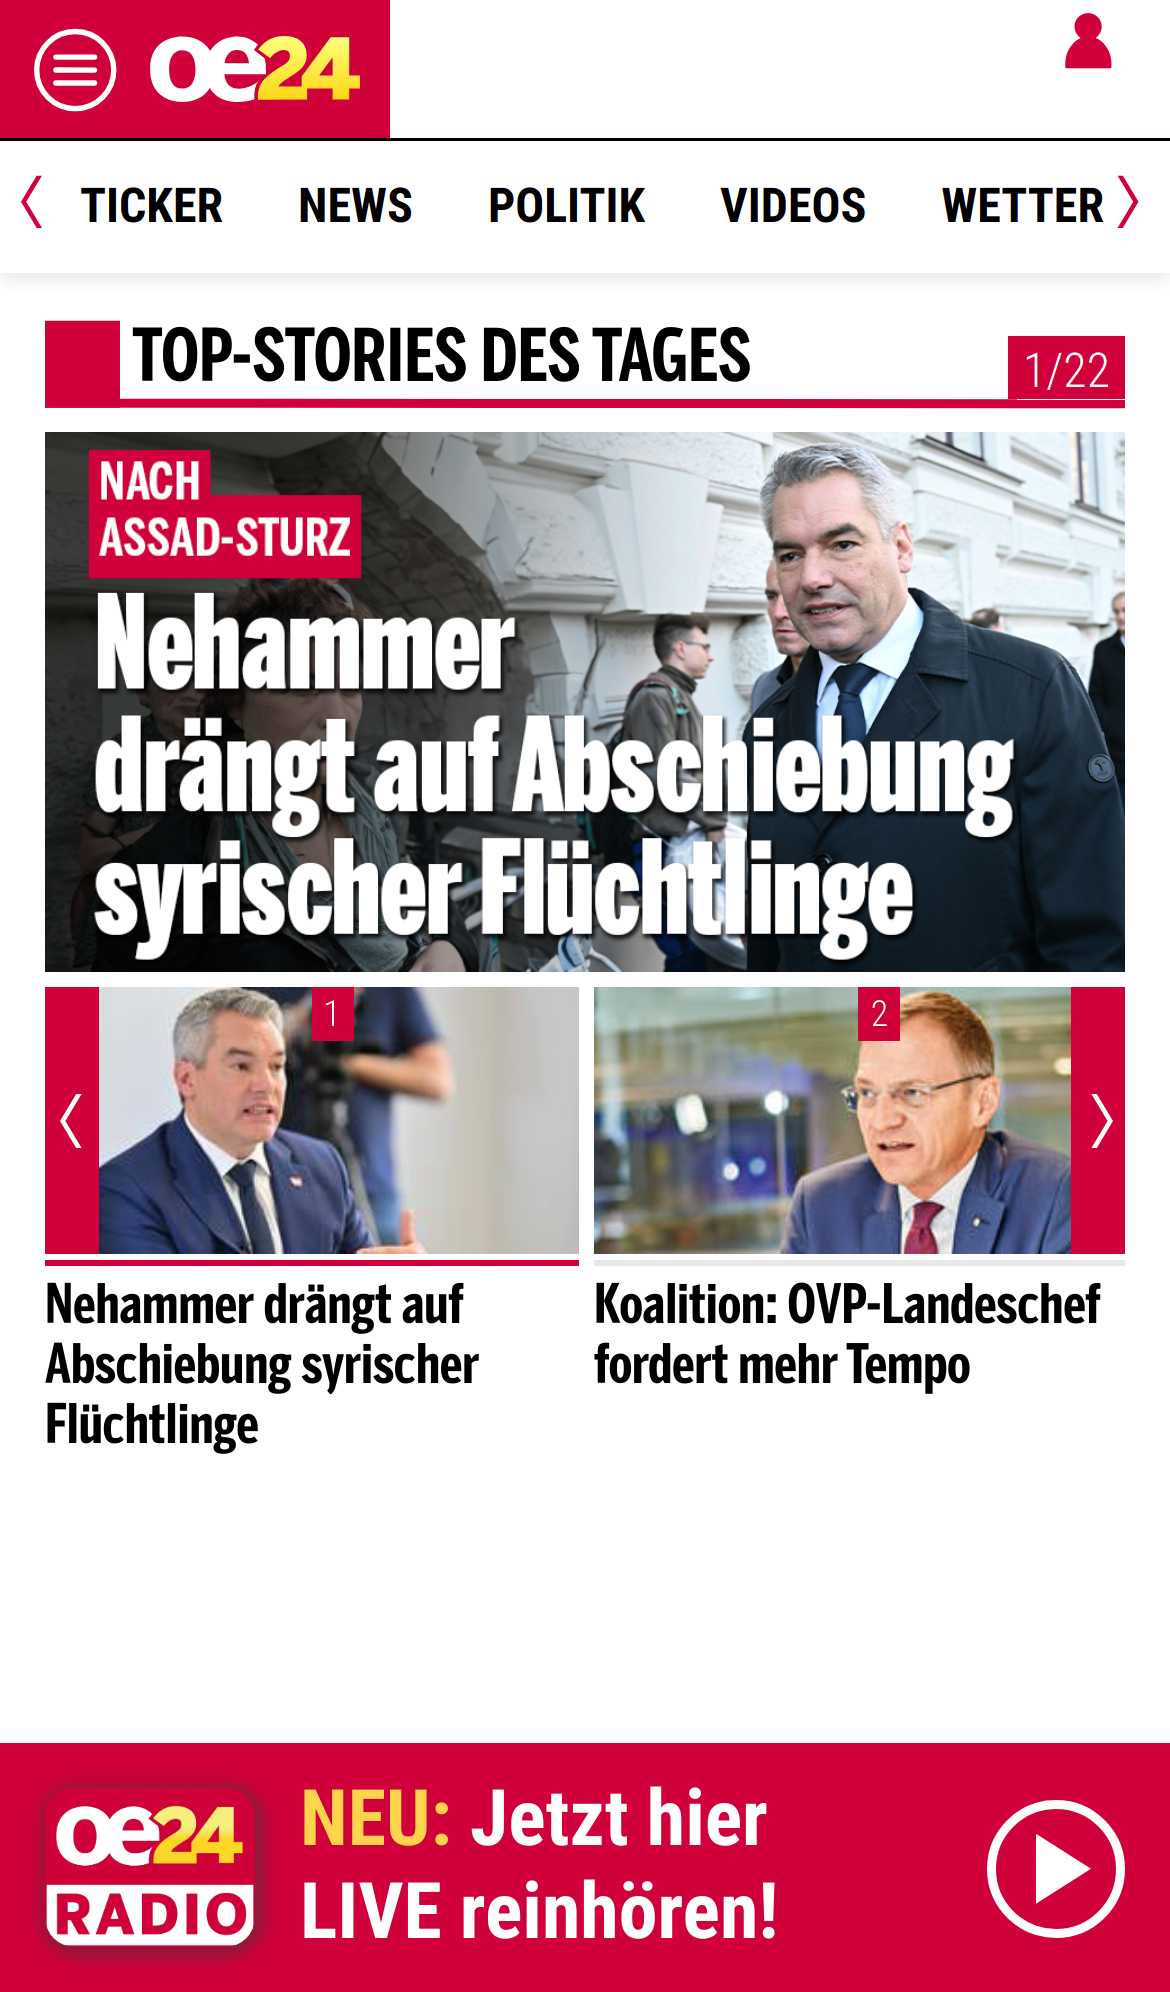 oe24
TICKER NEWS POLITIK VIDEOS WETTER
TOP-STORIES DES TAGES
1/22
NACH
ASSAD-STURZ
Nehammer
drängt auf Abschiebung
syrischer Flüchtlinge
1
2
Nehammer drängt auf
Abschiebung syrischer
Flüchtlinge
Koalition: OVP-Landeschef
fordert mehr Tempo
oe24
RADIO
NEU: Jetzt hier
LIVE reinhören!